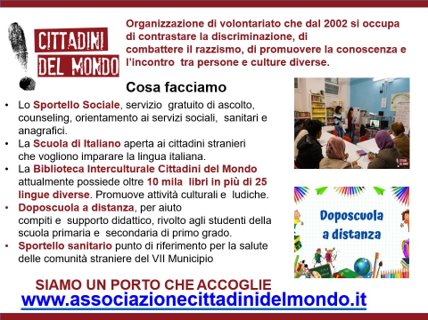 CITTADINI
DEL MONDO
Organizzazione di volontariato che dal 2002 si occupa
di contrastare la discriminazione, di
combattere il razzismo, di promuovere la conoscenza e
l'incontro tra persone e culture diverse.
Cosa facciamo
• Lo Sportello Sociale, servizio gratuito di ascolto,
counseling, orientamento ai servizi sociali, sanitari e
anagrafici.
• La Scuola di Italiano aperta ai cittadini stranieri
che vogliono imparare la lingua italiana.
• La Biblioteca Interculturale Cittadini del Mondo
attualmente possiede oltre 10 mila libri in più di 25
lingue diverse. Promuove attività culturali e ludiche.
• Doposcuola a distanza, per aiuto
compiti e supporto didattico, rivolto agli studenti della
scuola primaria e secondaria di primo grado.
• Sportello sanitario punto di riferimento per la salute
delle comunità straniere del VII Municipio
Doposcuola
a distanza
SIAMO UN PORTO CHE ACCOGLIE
www.associazionecittadinidelmondo.it